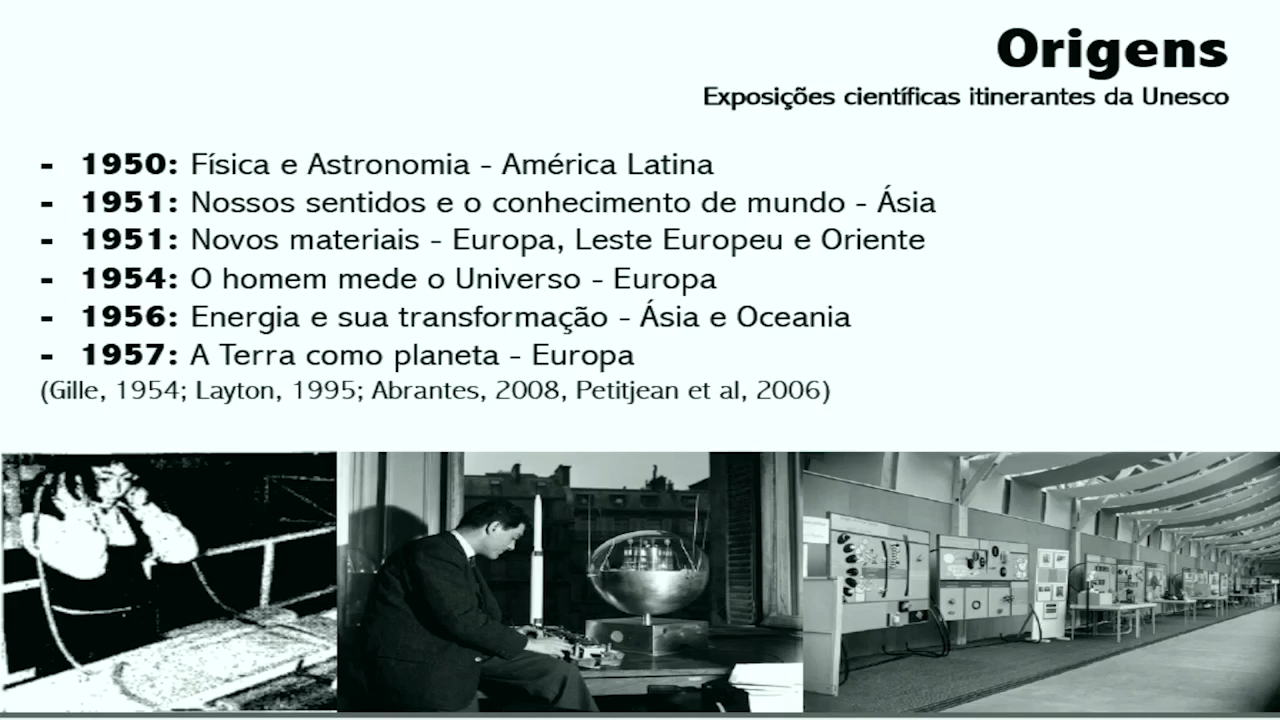 Origens
Exposições científicas itinerantes da Unesco
- 1950: Física e Astronomia - América Latina
- 1951: Nossos sentidos e o conhecimento de mundo - Ásia
- 1951: Novos materiais - Europa, Leste Europeu e Oriente
- 1954: O homem mede o Universo - Europa
- 1956: Energia e sua transformação - Ásia e Oceania
- 1957: A Terra como planeta - Europa
(Gille, 1954; Layton, 1995; Abrantes, 2008, Petitjean et al, 2006)